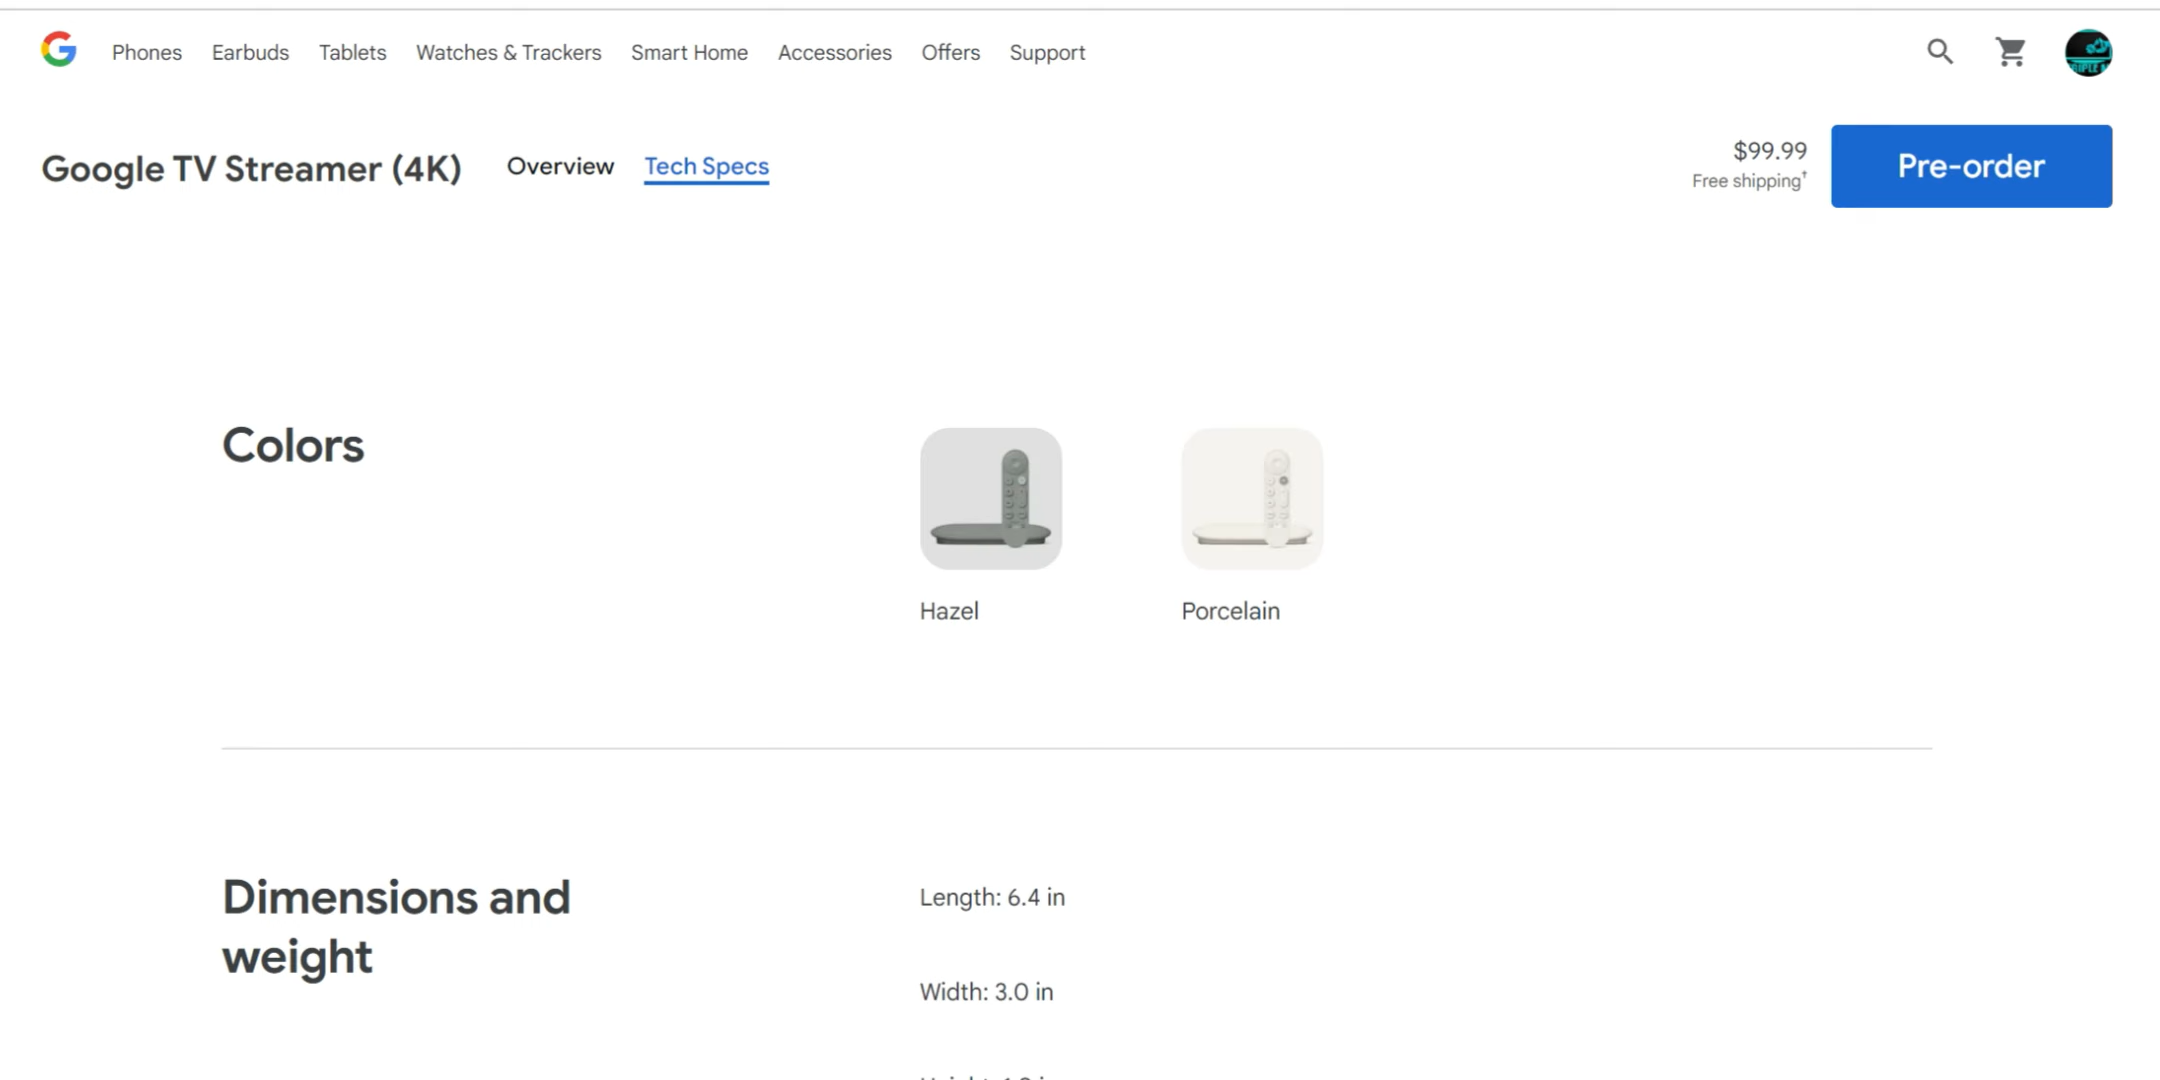 Phones Earbuds Tablets Watches & Trackers Smart Home Accessories Offers Support
Google TV Streamer (4K) Overview Tech Specs
$99.99
Free shipping†
Pre-order
Colors
Hazel Porcelain
Dimensions and
weight
Length: 6.4 in
Width: 3.0 in